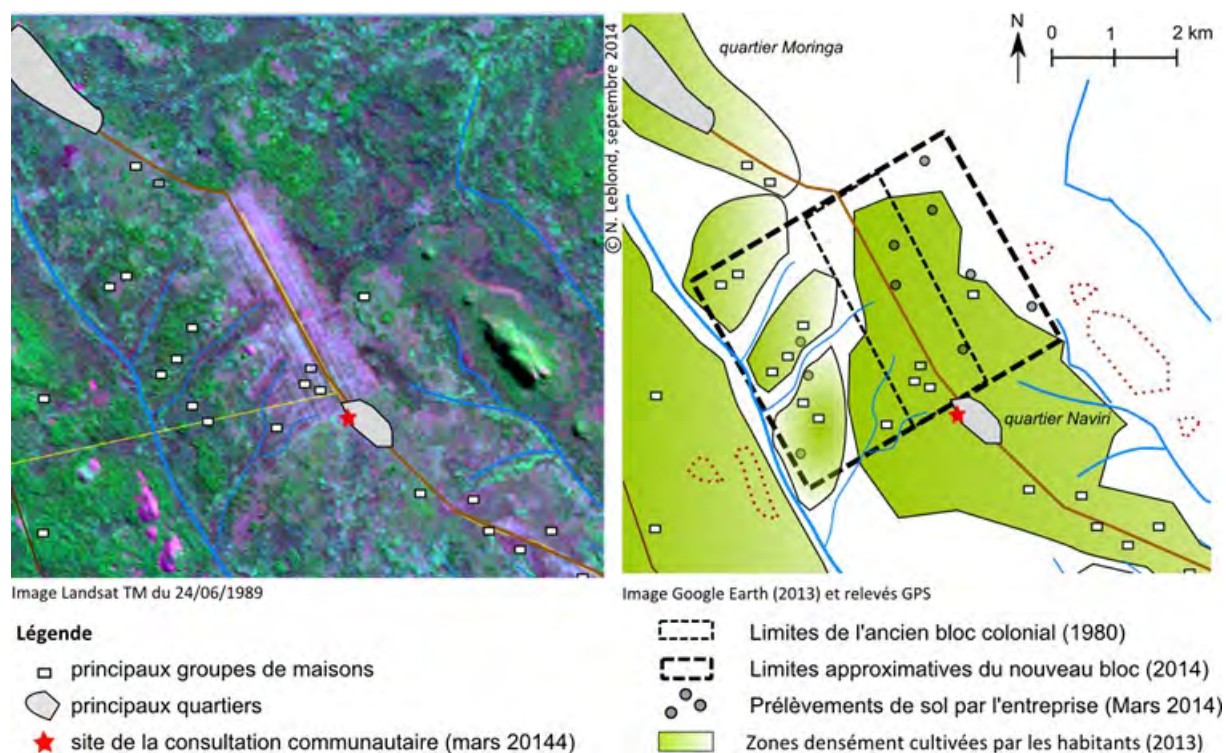 © N. Leblond, septembre 2014
quartier Moringa
N
0 1 2 km
quartier Naviri
Image Landsat TM du 24/06/1989
Image Google Earth (2013) et relevés GPS
Légende
principaux groupes de maisons
principaux quartiers
site de la consultation communautaire (mars 20144)
Limites de l'ancien bloc colonial (1980)
Limites approximatives du nouveau bloc (2014)
Prélèvements de sol par l'entreprise (Mars 2014)
Zones densément cultivées par les habitants (2013)